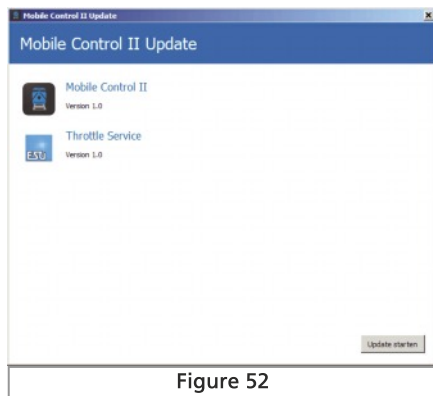 Mobile Control II Update
Mobile Control II Update
Mobile Control II
Version 1.0
Throttle Service
ESU
Version 1.0
Update starten
Figure 52